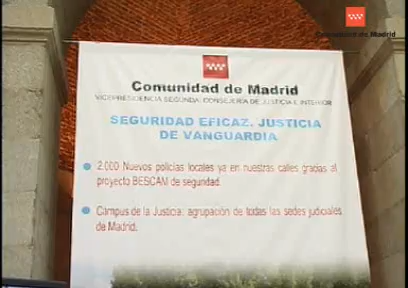 Comunidad de Madrid
Comunidad de Madrid
VICEPRESIDENCIA SEGUNDA. CONSEJERÍA DE JUSTICIA E INTERIOR
SEGURIDAD EFICAZ. JUSTICIA
DE VANGUARDIA
2.000 Nuevos policías locales ya en nuestras calles gracias al
proyecto BESCAM de seguridad.
Campus de la Justicia: agrupación de todas las sedes judiciales
de Madrid.